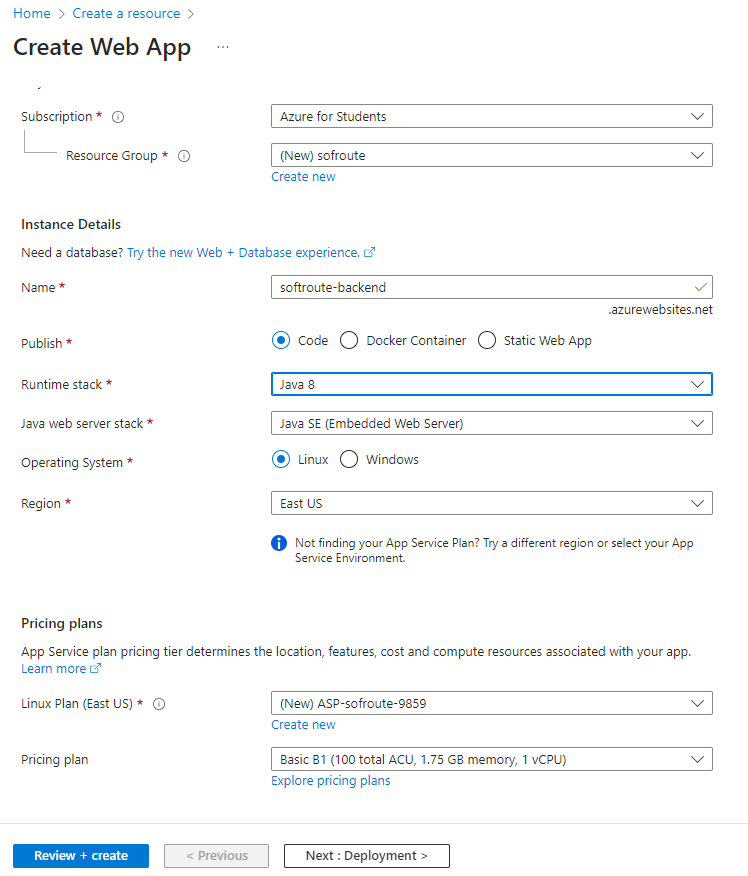 Home > Create a resource >
Create Web App ...
Subscription * Azure for Students
Resource Group * (New) sofroute
Create new
Instance Details
Need a database? Try the new Web + Database experience.
Name * softroute-backend
.azurewebsites.net
Publish * Code Docker Container Static Web App
Runtime stack * Java 8
Java web server stack * Java SE (Embedded Web Server)
Operating System * Linux Windows
Region * East US
Not finding your App Service Plan? Try a different region or select your App
Service Environment.
Pricing plans
App Service plan pricing tier determines the location, features, cost and compute resources associated with your app.
Learn more
Linux Plan (East US) * (New) ASP-sofroute-9859
Create new
Pricing plan Basic B1 (100 total ACU, 1.75 GB memory, 1 vCPU)
Explore pricing plans
Review + create < Previous Next : Deployment >